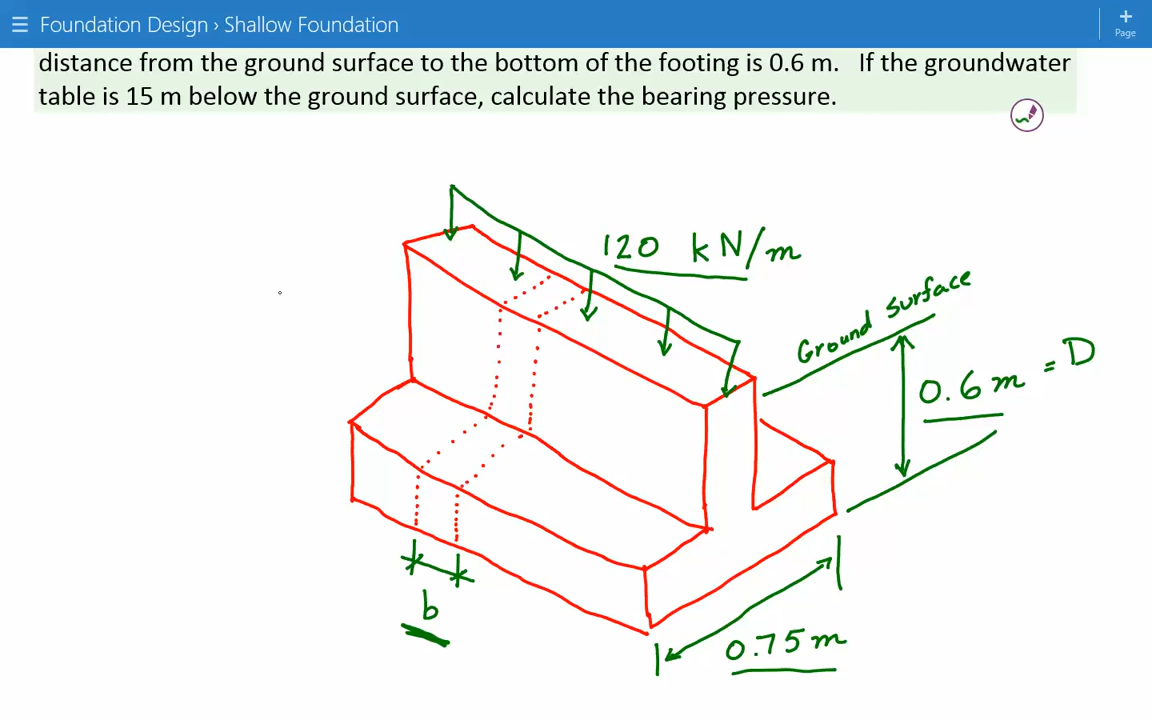 Foundation Design › Shallow Foundation
Page
distance from the ground surface to the bottom of the footing is 0.6 m. If the groundwater
table is 15 m below the ground surface, calculate the bearing pressure.
120 kN/m
Ground surface
0.6 m = D
b
0.75 m